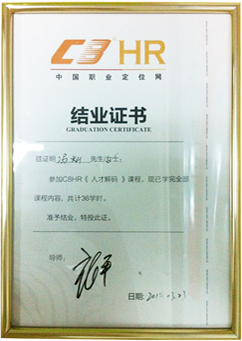 C8HR
中国职业定位网
结业证书
GRADUATION CERTIFICATE
兹证明 先生/女士：
参加C8HR《人才解码》课程，现已学完全部
课程内容，共计36学时。
准予结业，特授此证。
导师：
日期：